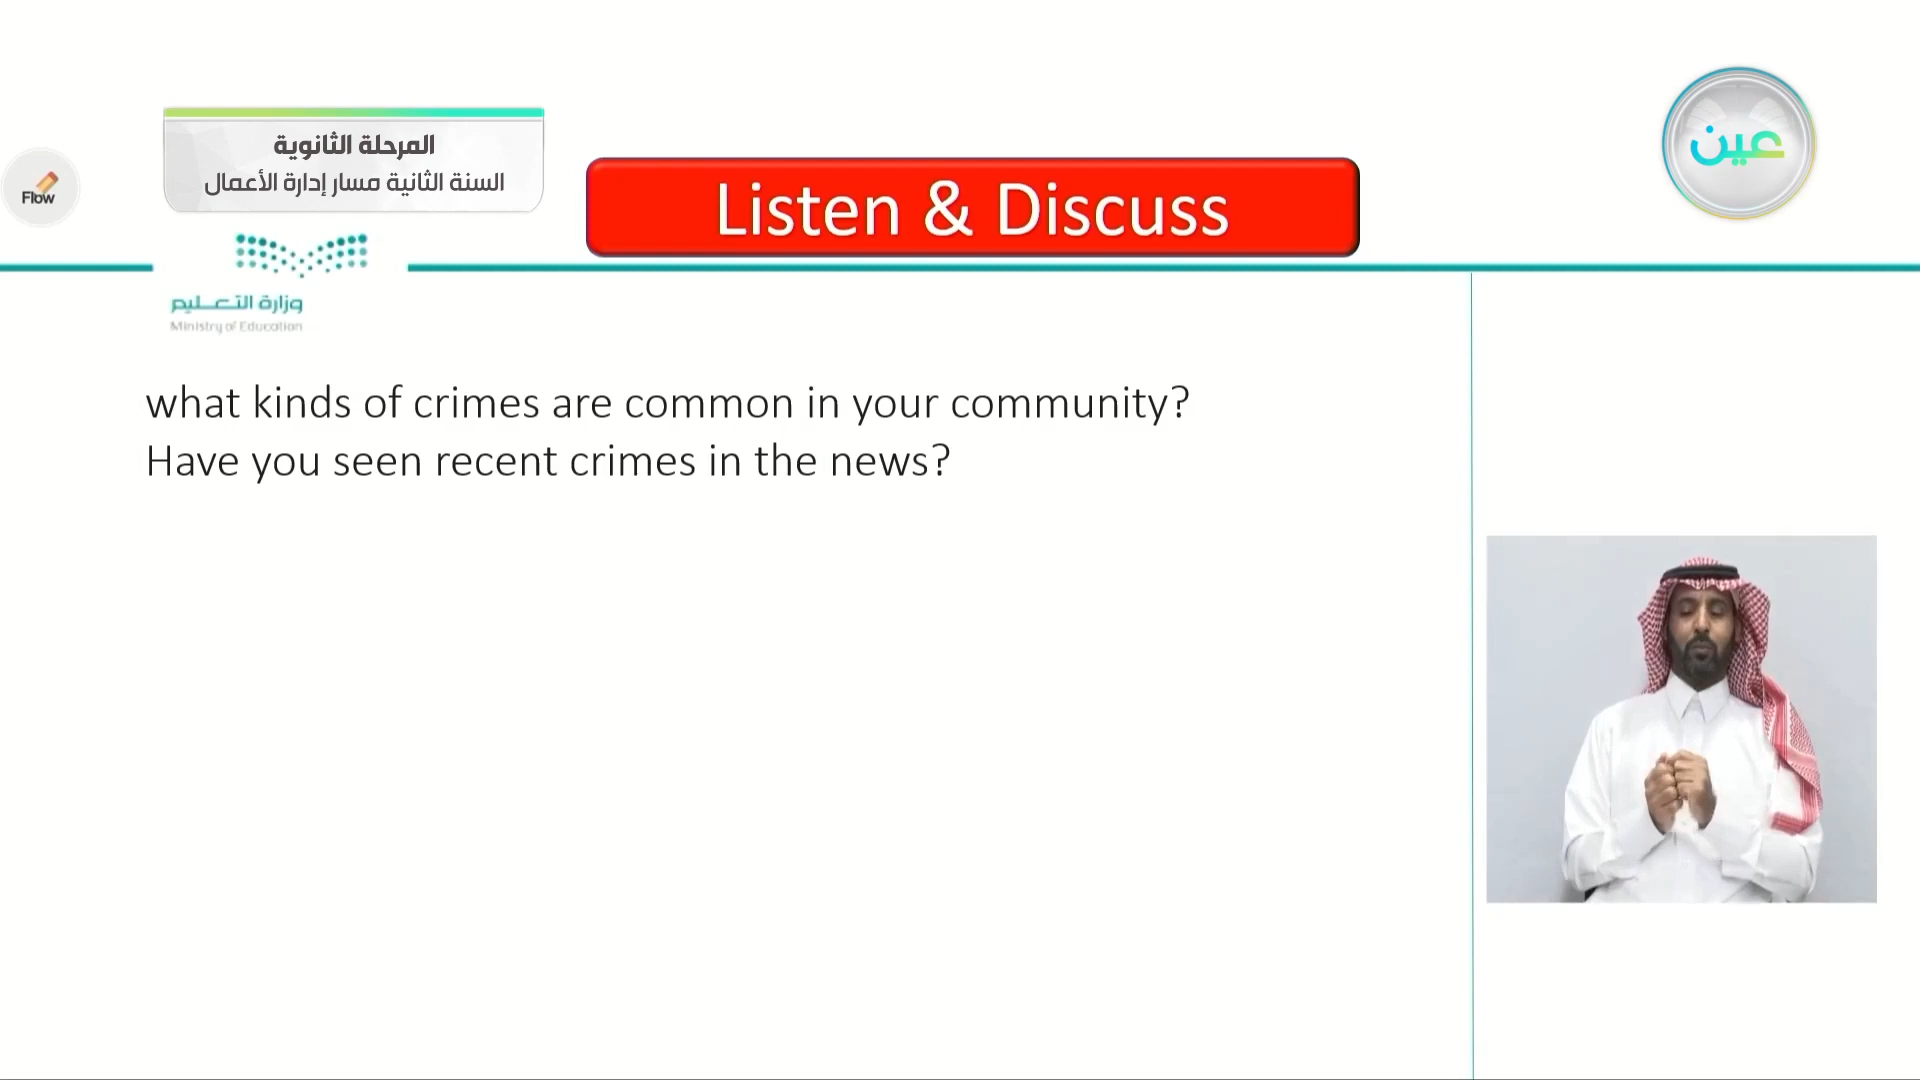 المرحلة الثانوية
السنة الثانية مسار إدارة الأعمال
عين
Flow
Listen & Discuss
وزارة التعليم
Ministry of Education
what kinds of crimes are common in your community?
Have you seen recent crimes in the news?